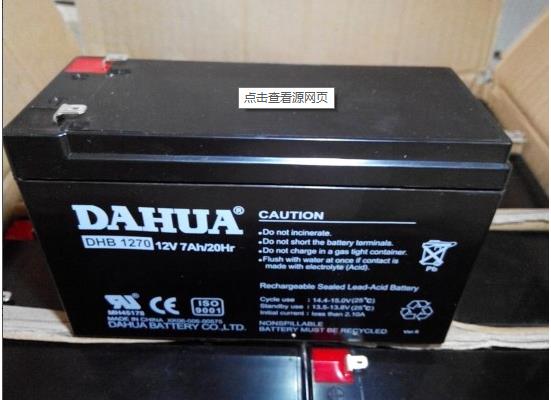 点击查看源网页
DAHUA®
DHB 1270 12V 7Ah/20Hr
CAUTION
•Do not incinerate.
•Do not short the battery terminals.
•Do not charge in a gas tight container.
•Flush with water at once if contact is
made with electrolyte (Acid).
Pb
Rechargeable Sealed Lead-Acid Battery
Cycle use : 14.4-15.0V(25°C)
Standby use : 13.5-13.8V(25°C)
Initial current : less than 2.10A
NONSPILLABLE
BATTERY MUST BE RECYCLED
ISO
9001
MH45178
MADE IN CHINA
DAHUA BATTERY CO.,LTD.